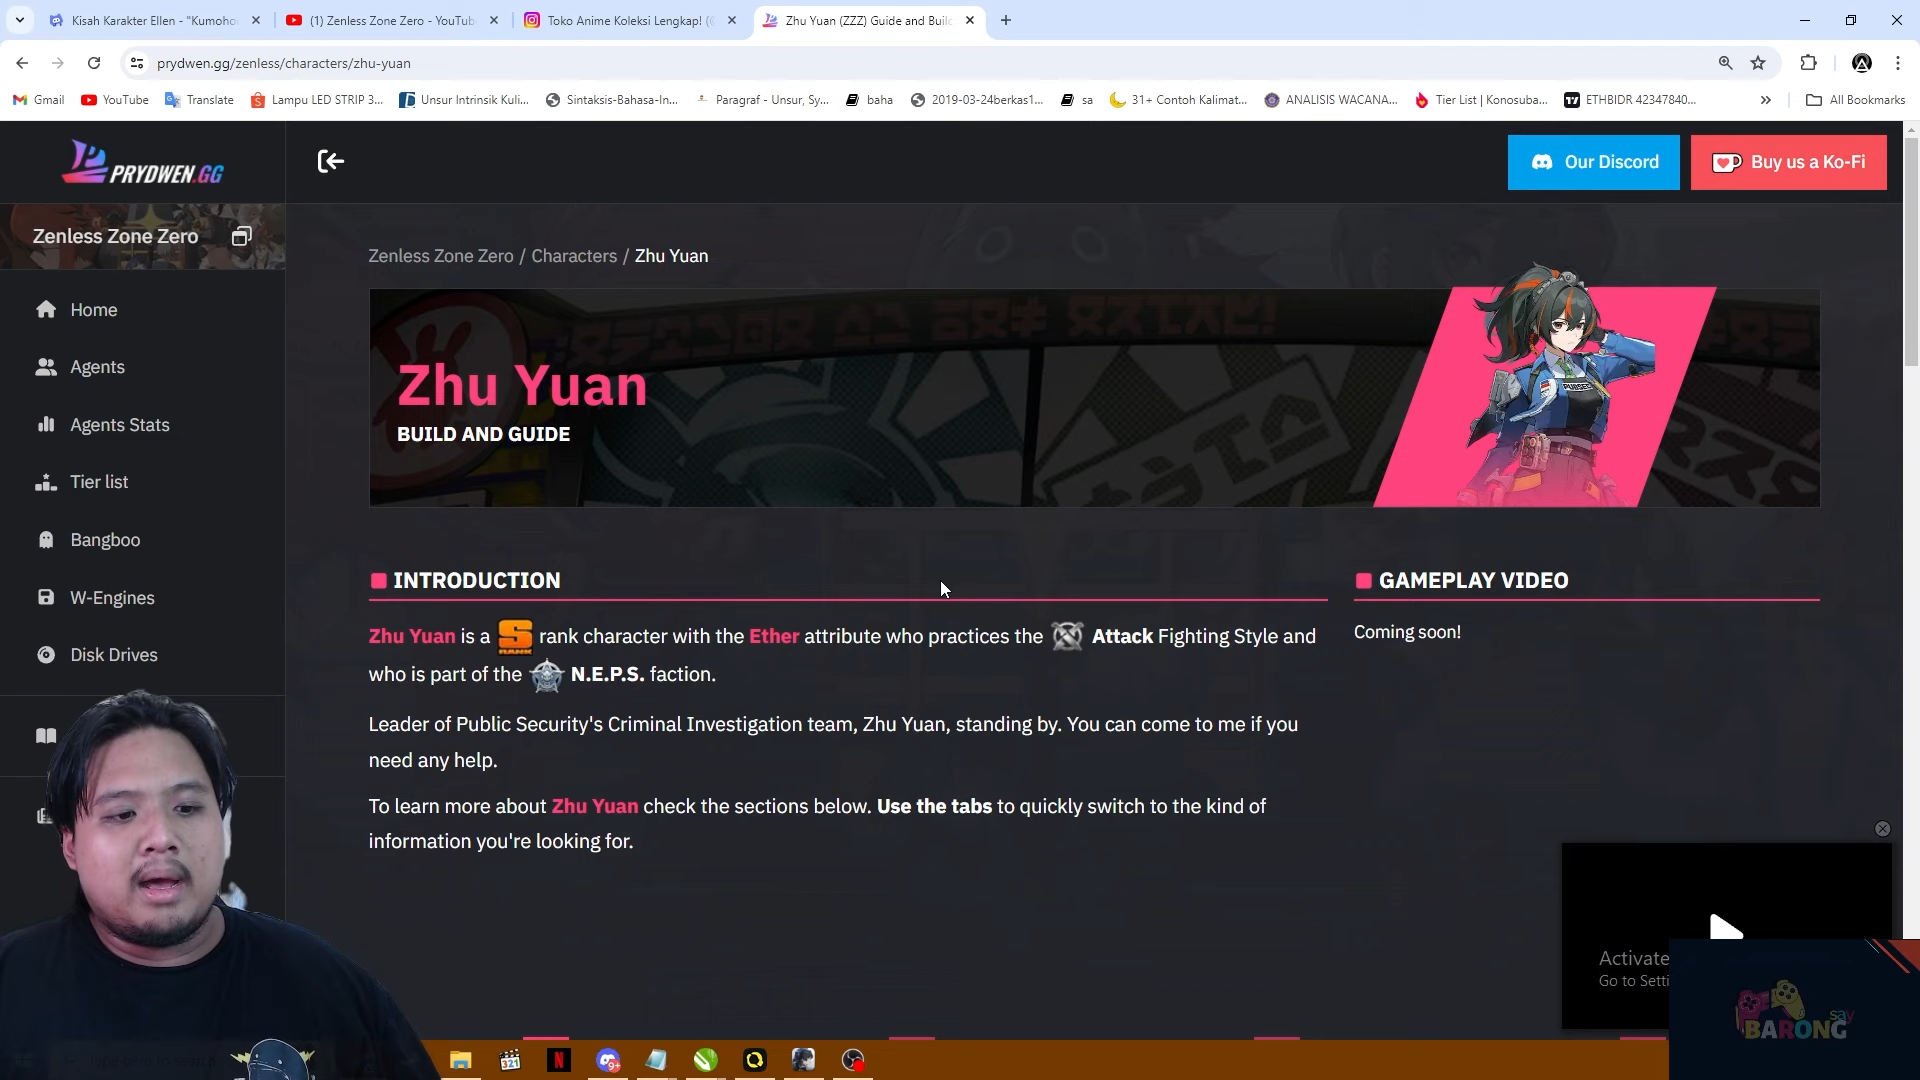 Kisah Karakter Ellen - "Kumoho
(1) Zenless Zone Zero - YouTube
Toko Anime Koleksi Lengkap! (
Zhu Yuan (ZZZ) Guide and Build
prydwen.gg/zenless/characters/zhu-yuan
Gmail
YouTube
Translate
Lampu LED STRIP 3...
Unsur Intrinsik Kuli...
Sintaksis-Bahasa-In...
Paragraf - Unsur, Sy...
baha
2019-03-24berkas1...
sa
31+ Contoh Kalimat...
ANALISIS WACANA...
Tier List | Konosuba...
ETHBIDR 42347840...
All Bookmarks
PRYDWEN.GG
Our Discord
Buy us a Ko-Fi
Zenless Zone Zero
Home
Agents
Agents Stats
Tier list
Bangboo
W-Engines
Disk Drives
Zenless Zone Zero / Characters / Zhu Yuan
Zhu Yuan
BUILD AND GUIDE
INTRODUCTION
Zhu Yuan is a S RANK rank character with the Ether attribute who practices the Attack Fighting Style and
who is part of the N.E.P.S. faction.
Leader of Public Security's Criminal Investigation team, Zhu Yuan, standing by. You can come to me if you
need any help.
To learn more about Zhu Yuan check the sections below. Use the tabs to quickly switch to the kind of
information you're looking for.
GAMEPLAY VIDEO
Coming soon!
Activate
Go to Setti
say
BARONG
321
N
9+